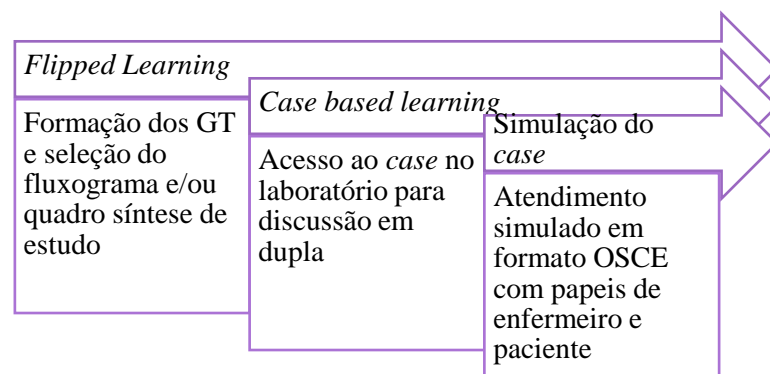 Flipped Learning
Formação dos GT
e seleção do
fluxograma e/ou
quadro síntese de
estudo
Case based learning
Acesso ao case no
laboratório para
discussão em
dupla
Simulação do
case
Atendimento
simulado em
formato OSCE
com papeis de
enfermeiro e
paciente